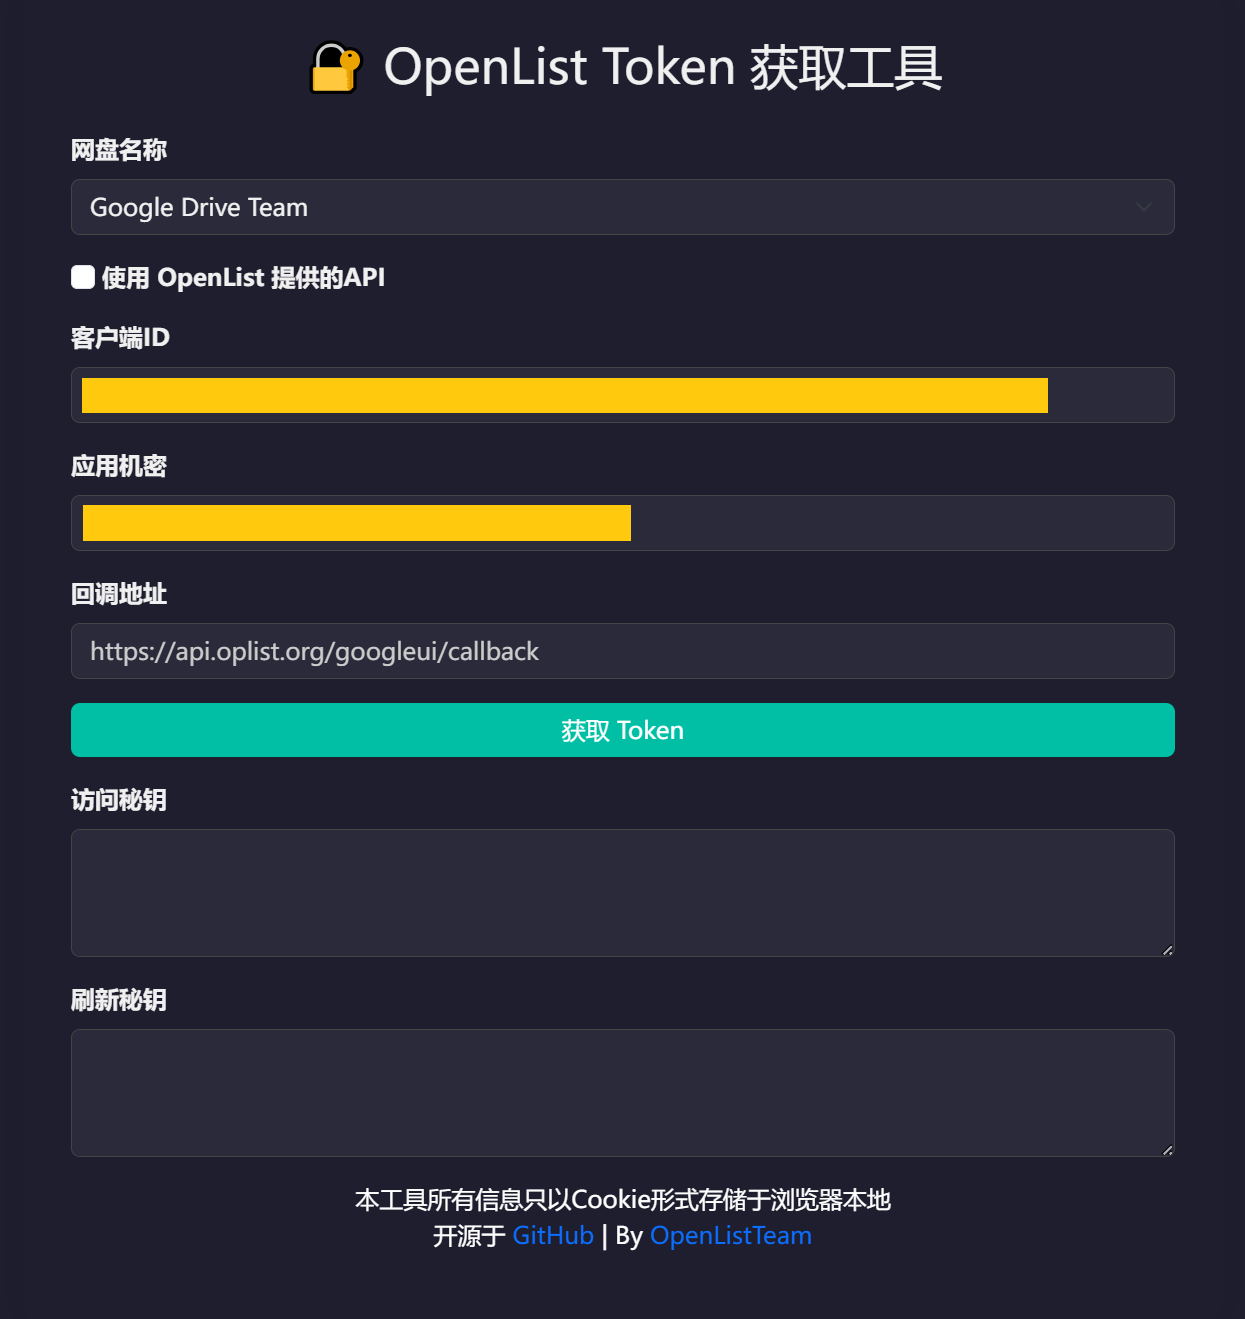 OpenList Token 获取工具
网盘名称
Google Drive Team
使用 OpenList 提供的API
客户端ID
应用机密
回调地址
https://api.oplist.org/googleui/callback
获取 Token
访问秘钥
刷新秘钥
本工具所有信息只以Cookie形式存储于浏览器本地
开源于 GitHub | By OpenListTeam